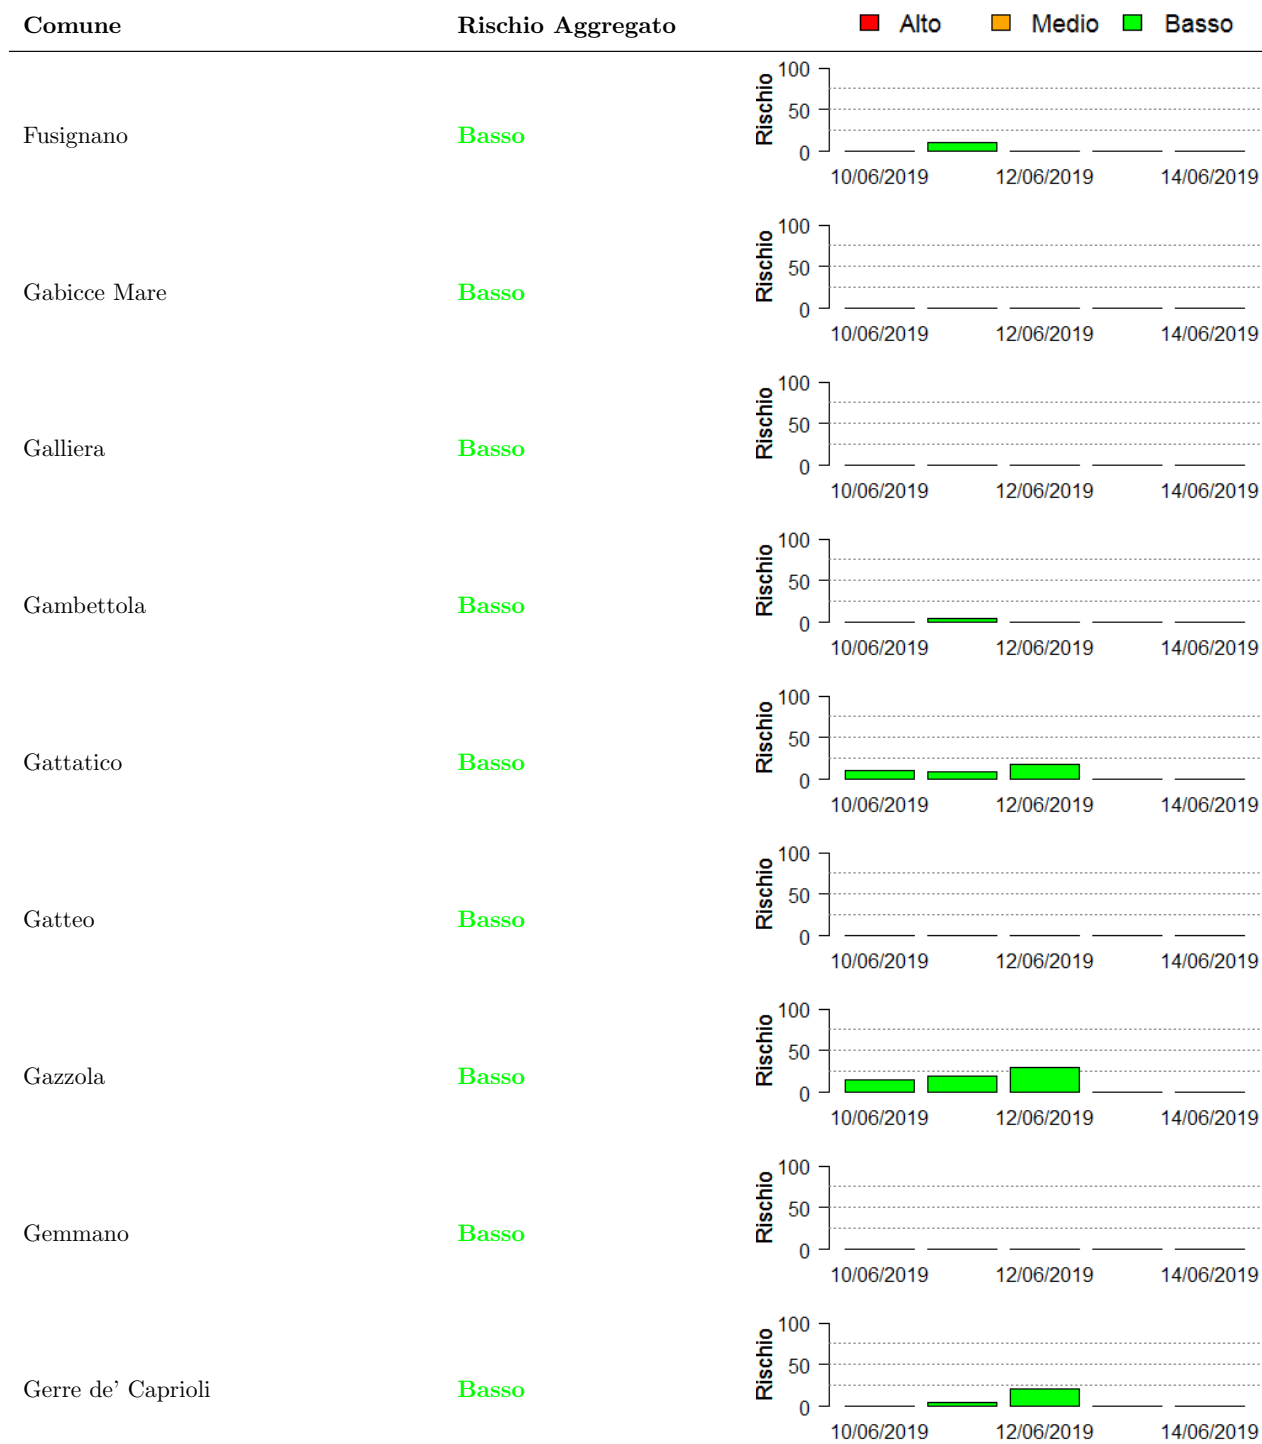 Comune Rischio Aggregato Alto Medio Basso
Fusignano Basso
Rischio
100
50
0
10/06/2019 12/06/2019 14/06/2019
Gabicce Mare Basso
Rischio
100
50
0
10/06/2019 12/06/2019 14/06/2019
Galliera Basso
Rischio
100
50
0
10/06/2019 12/06/2019 14/06/2019
Gambettola Basso
Rischio
100
50
0
10/06/2019 12/06/2019 14/06/2019
Gattatico Basso
Rischio
100
50
0
10/06/2019 12/06/2019 14/06/2019
Gatteo Basso
Rischio
100
50
0
10/06/2019 12/06/2019 14/06/2019
Gazzola Basso
Rischio
100
50
0
10/06/2019 12/06/2019 14/06/2019
Gemmano Basso
Rischio
100
50
0
10/06/2019 12/06/2019 14/06/2019
Gerre de' Caprioli Basso
Rischio
100
50
0
10/06/2019 12/06/2019 14/06/2019